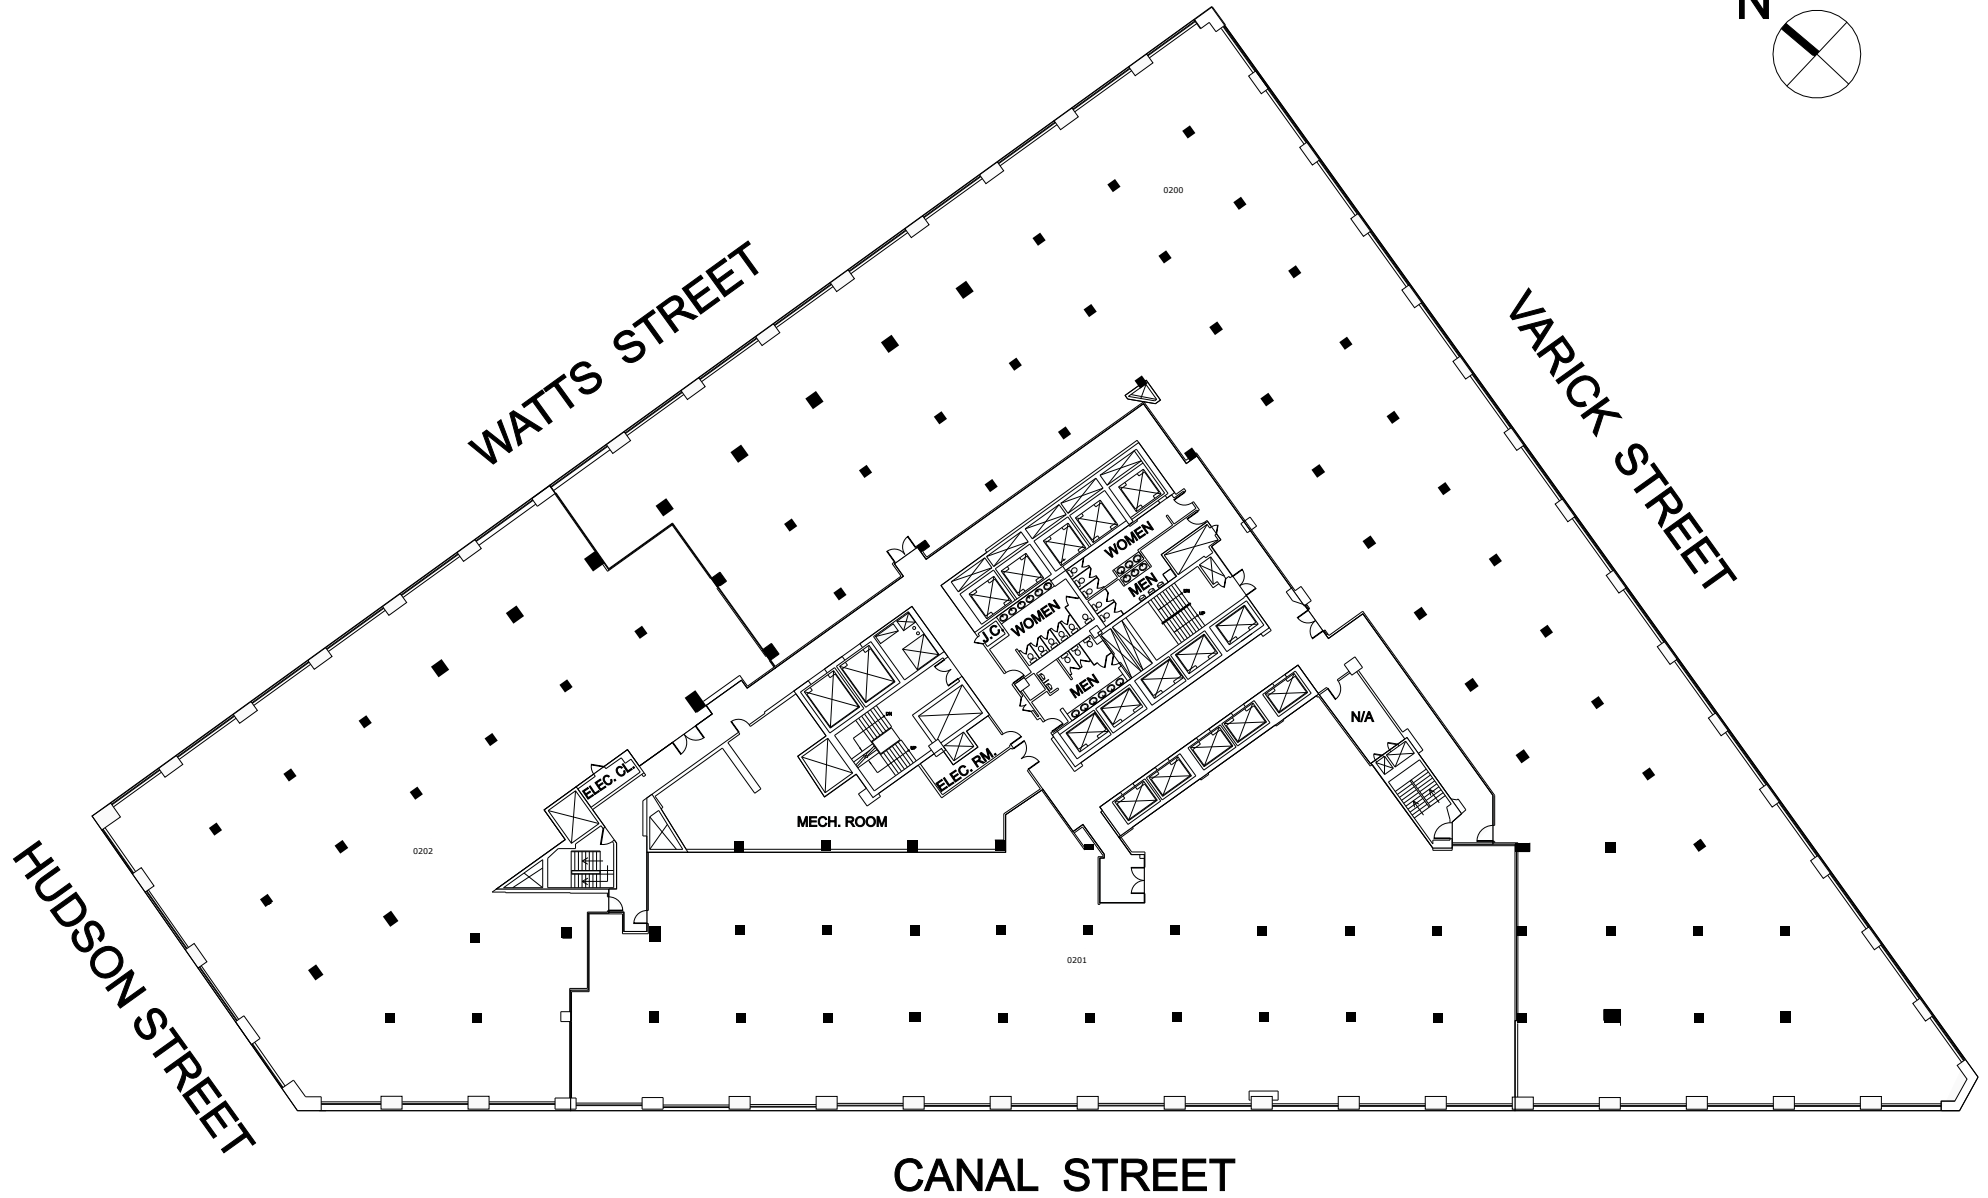 N
0200
WATTS STREET
VARICK STREET
WOMEN
MEN
WOMEN
J.C.
MEN
N/A
ELEC. CL.
ELEC. RM.
MECH. ROOM
0202
HUDSON STREET
0201
CANAL STREET